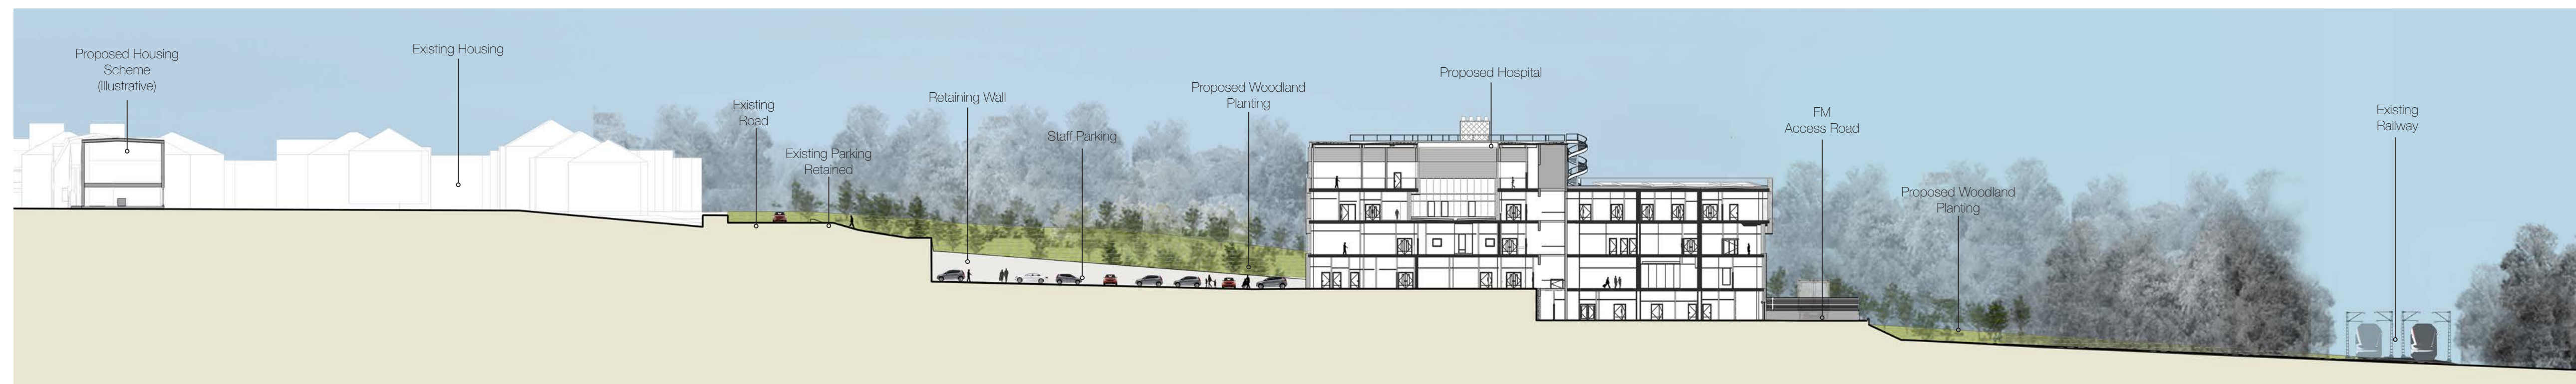 Proposed Housing
Scheme
(Illustrative)
Existing Housing
Existing
Road
Existing Parking
Retained
Retaining Wall
Staff Parking
Proposed Woodland
Planting
Proposed Hospital
FM
Access Road
Proposed Woodland
Planting
Existing
Railway